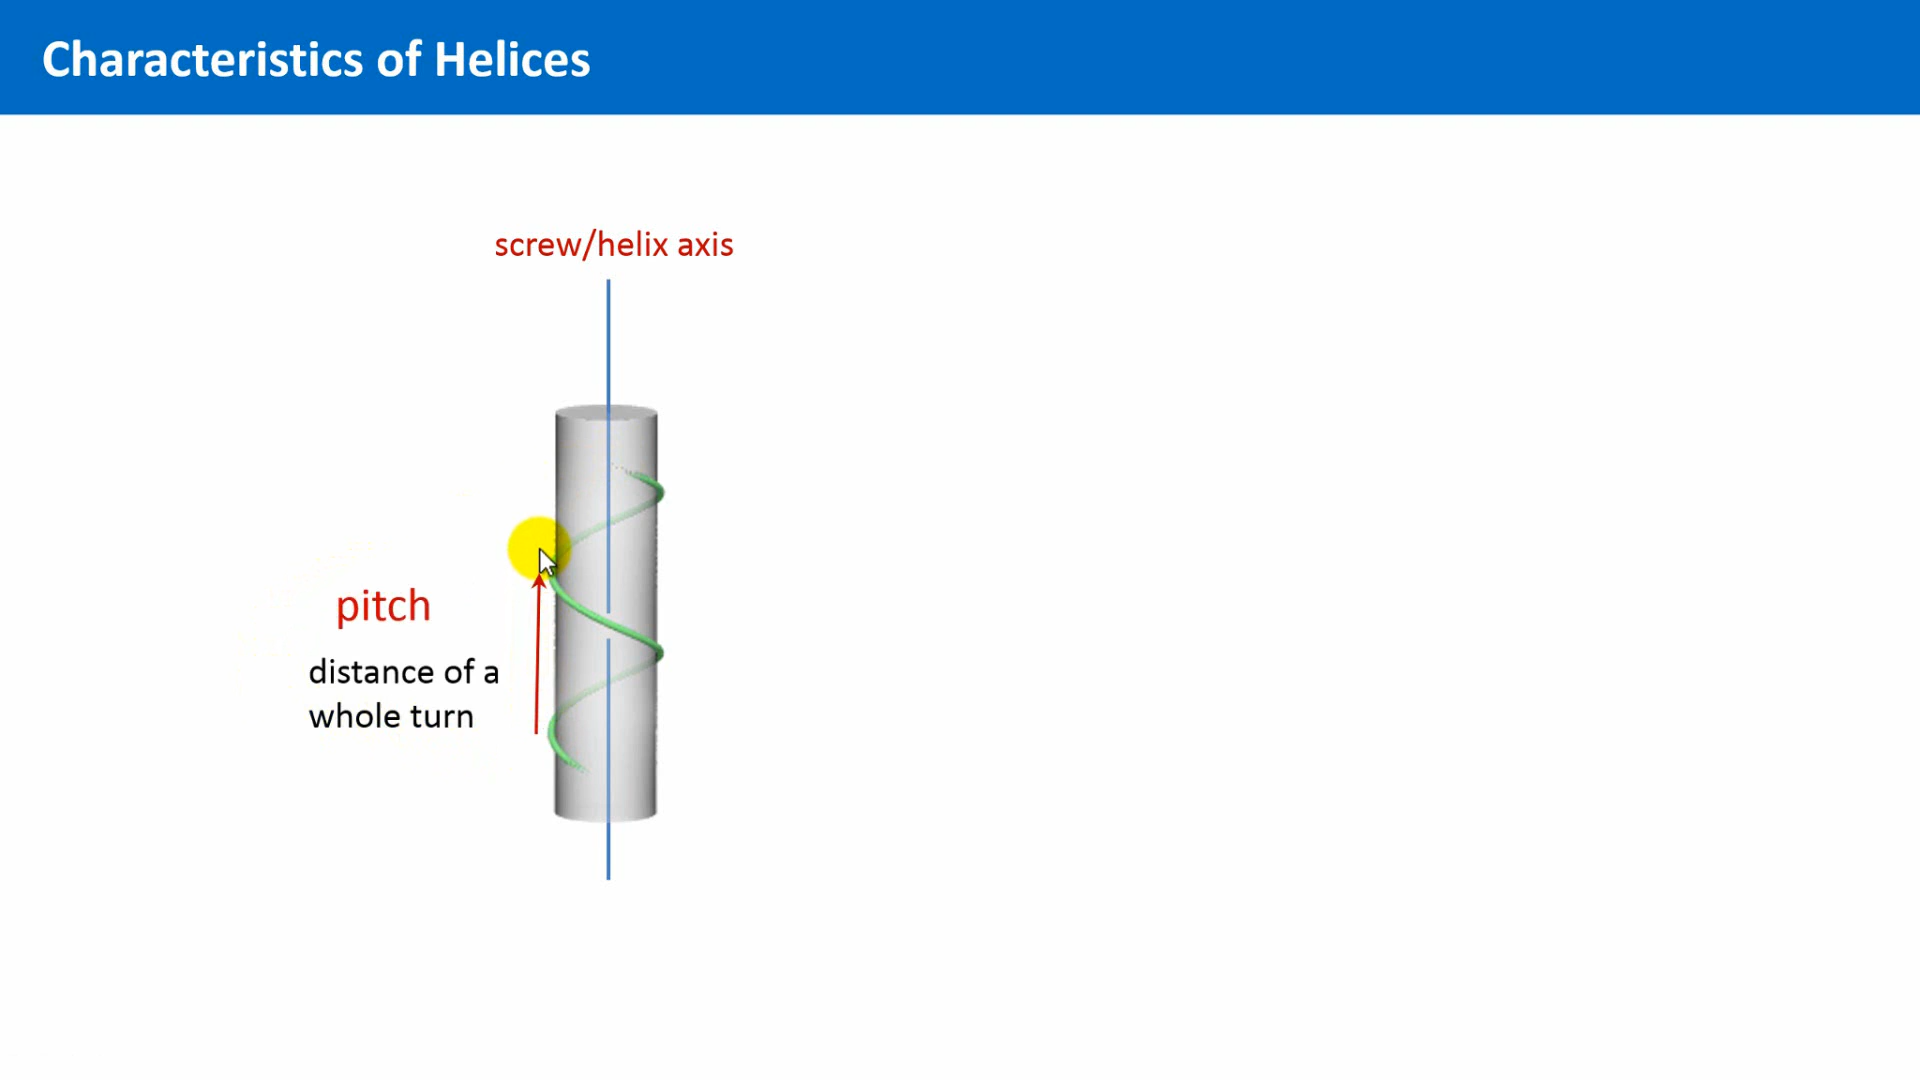 Characteristics of Helices
screw/helix axis
pitch
distance of a
whole turn